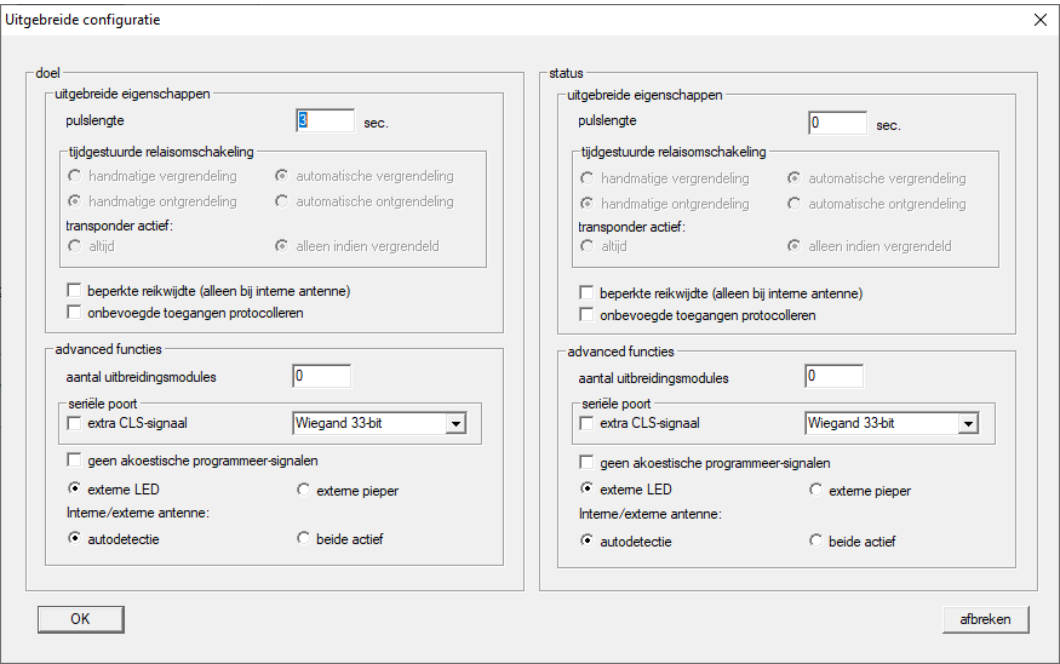 Uitgebreide configuratie
doel
uitgebreide eigenschappen
pulslengte 3 sec.
tijdgestuurde relaisomschakeling
handmatige vergrendeling automatische vergrendeling
handmatige ontgrendeling automatische ontgrendeling
transponder actief:
altijd alleen indien vergrendeld
beperkte reikwijdte (alleen bij interne antenne)
onbevoegde toegangen protocolleren
advanced functies
aantal uitbreidingsmodules 0
seriële poort
extra CLS-signaal Wiegand 33-bit
geen akoestische programmeer-signalen
externe LED externe pieper
Interne/externe antenne:
autodetectie beide actief
status
uitgebreide eigenschappen
pulslengte 0 sec.
tijdgestuurde relaisomschakeling
handmatige vergrendeling automatische vergrendeling
handmatige ontgrendeling automatische ontgrendeling
transponder actief:
altijd alleen indien vergrendeld
beperkte reikwijdte (alleen bij interne antenne)
onbevoegde toegangen protocolleren
advanced functies
aantal uitbreidingsmodules 0
seriële poort
extra CLS-signaal Wiegand 33-bit
geen akoestische programmeer-signalen
externe LED externe pieper
Interne/externe antenne:
autodetectie beide actief
OK afbreken